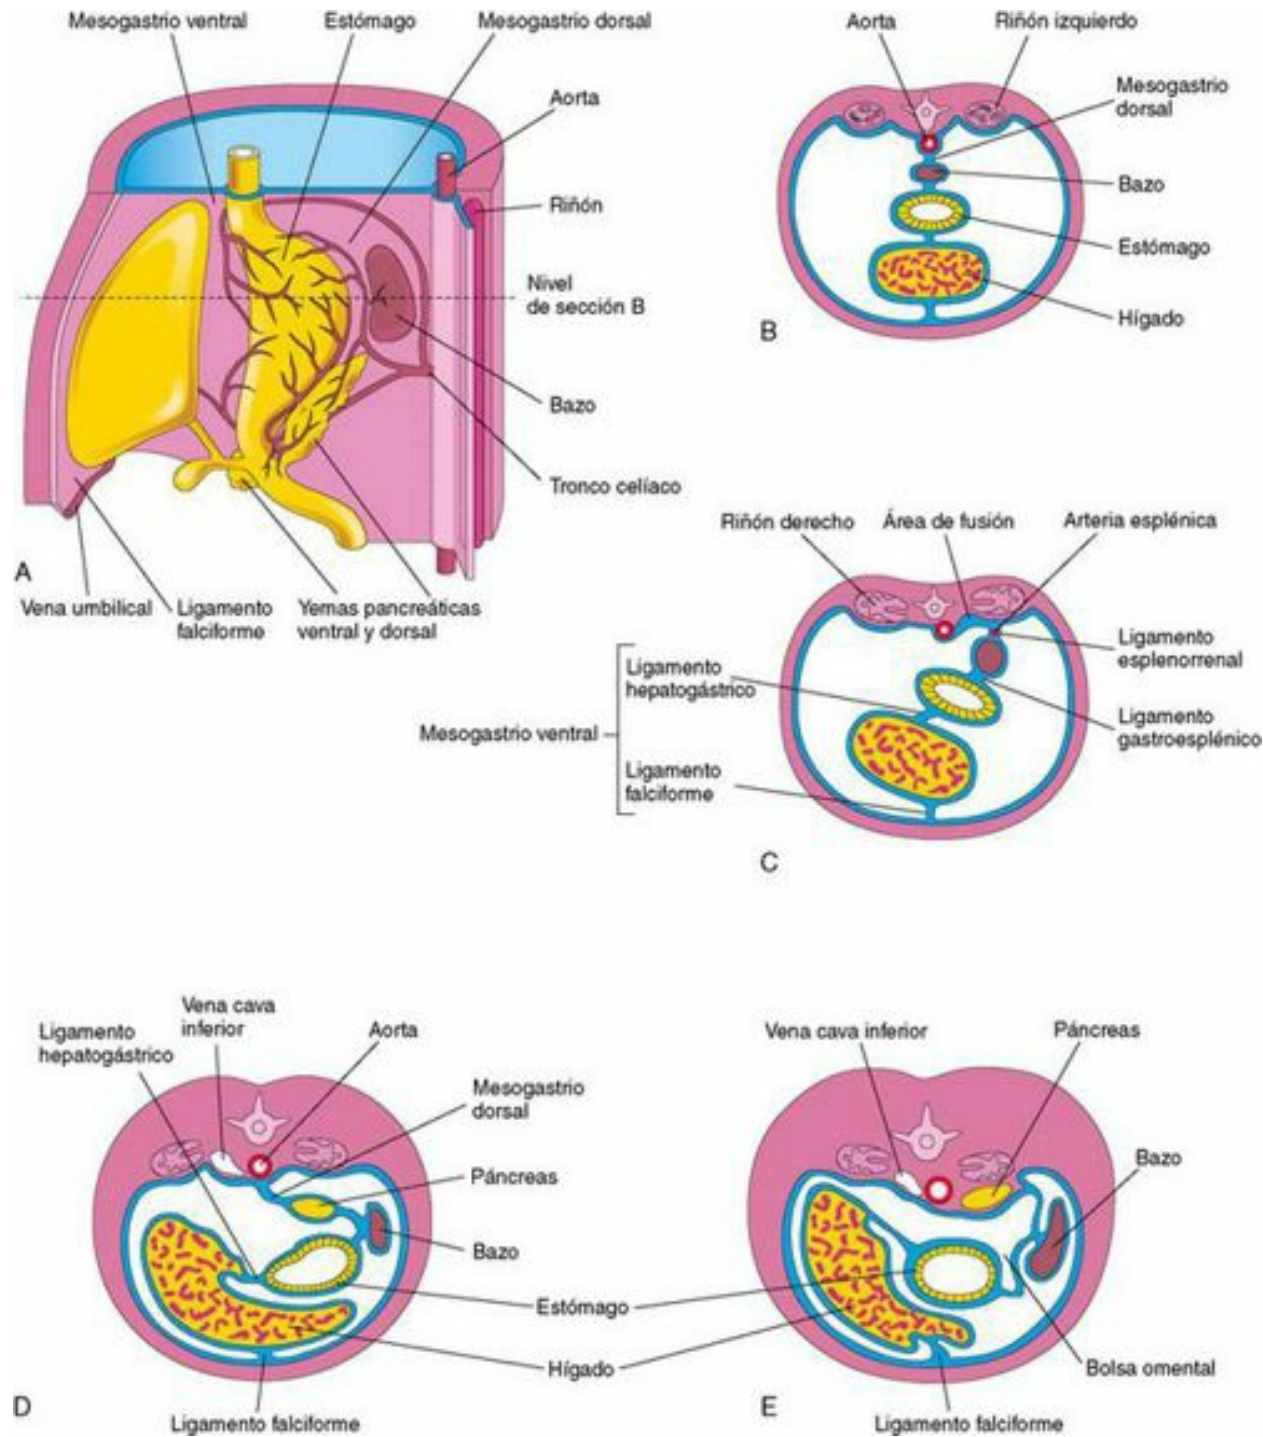 Mesogastrio ventral
Estómago
Mesogastrio dorsal
Aorta
Riñón
Nivel
de sección B
Bazo
Tronco celíaco
A
Vena umbilical
Ligamento
falciforme
Yemas pancreáticas
ventral y dorsal
Aorta
Riñón izquierdo
Mesogastrio
dorsal
Bazo
Estómago
Hígado
B
Riñón derecho
Área de fusión
Arteria esplénica
Ligamento
esplenorrenal
Ligamento
hepatogástrico
Mesogastrio ventral
Ligamento
gastroesplénico
Ligamento
falciforme
C
Ligamento
hepatogástrico
Vena cava
inferior
Aorta
Mesogastrio
dorsal
Páncreas
Bazo
Estómago
Hígado
D
Ligamento falciforme
Vena cava inferior
Páncreas
Bazo
Bolsa omental
E
Ligamento falciforme